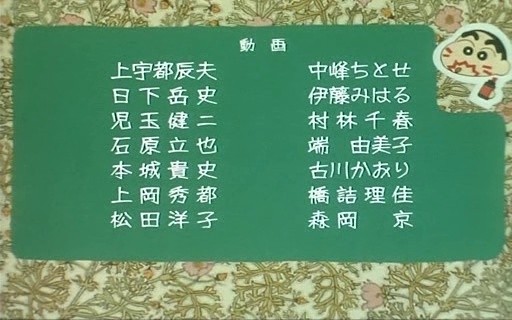 動画
上宇都辰夫 中峰ちとせ
日下岳史 伊藤みはる
児玉健二 村林千春
石原立也 端 由美子
本城貴史 古川かおり
上岡秀都 橋詰理佳
松田洋子 森岡 京